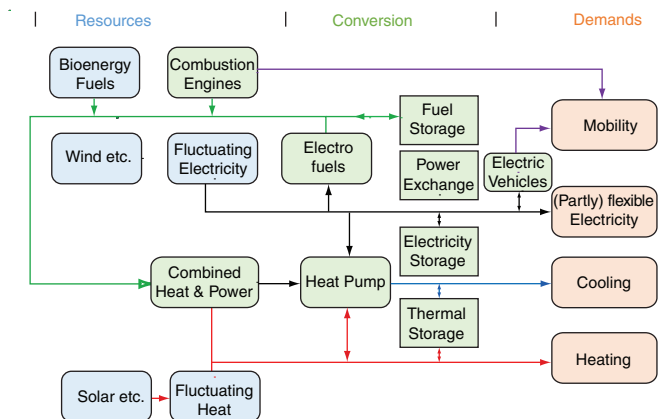 Resources
Conversion
Demands
Bioenergy
Fuels
Combustion
Engines
Fuel
Storage
Mobility
Wind etc.
Fluctuating
Electricity
Electro
fuels
Power
Exchange
Electric
Vehicles
(Partly) flexible
Electricity
Electricity
Storage
Combined
Heat & Power
Heat Pump
Cooling
Thermal
Storage
Heating
Solar etc.
Fluctuating
Heat